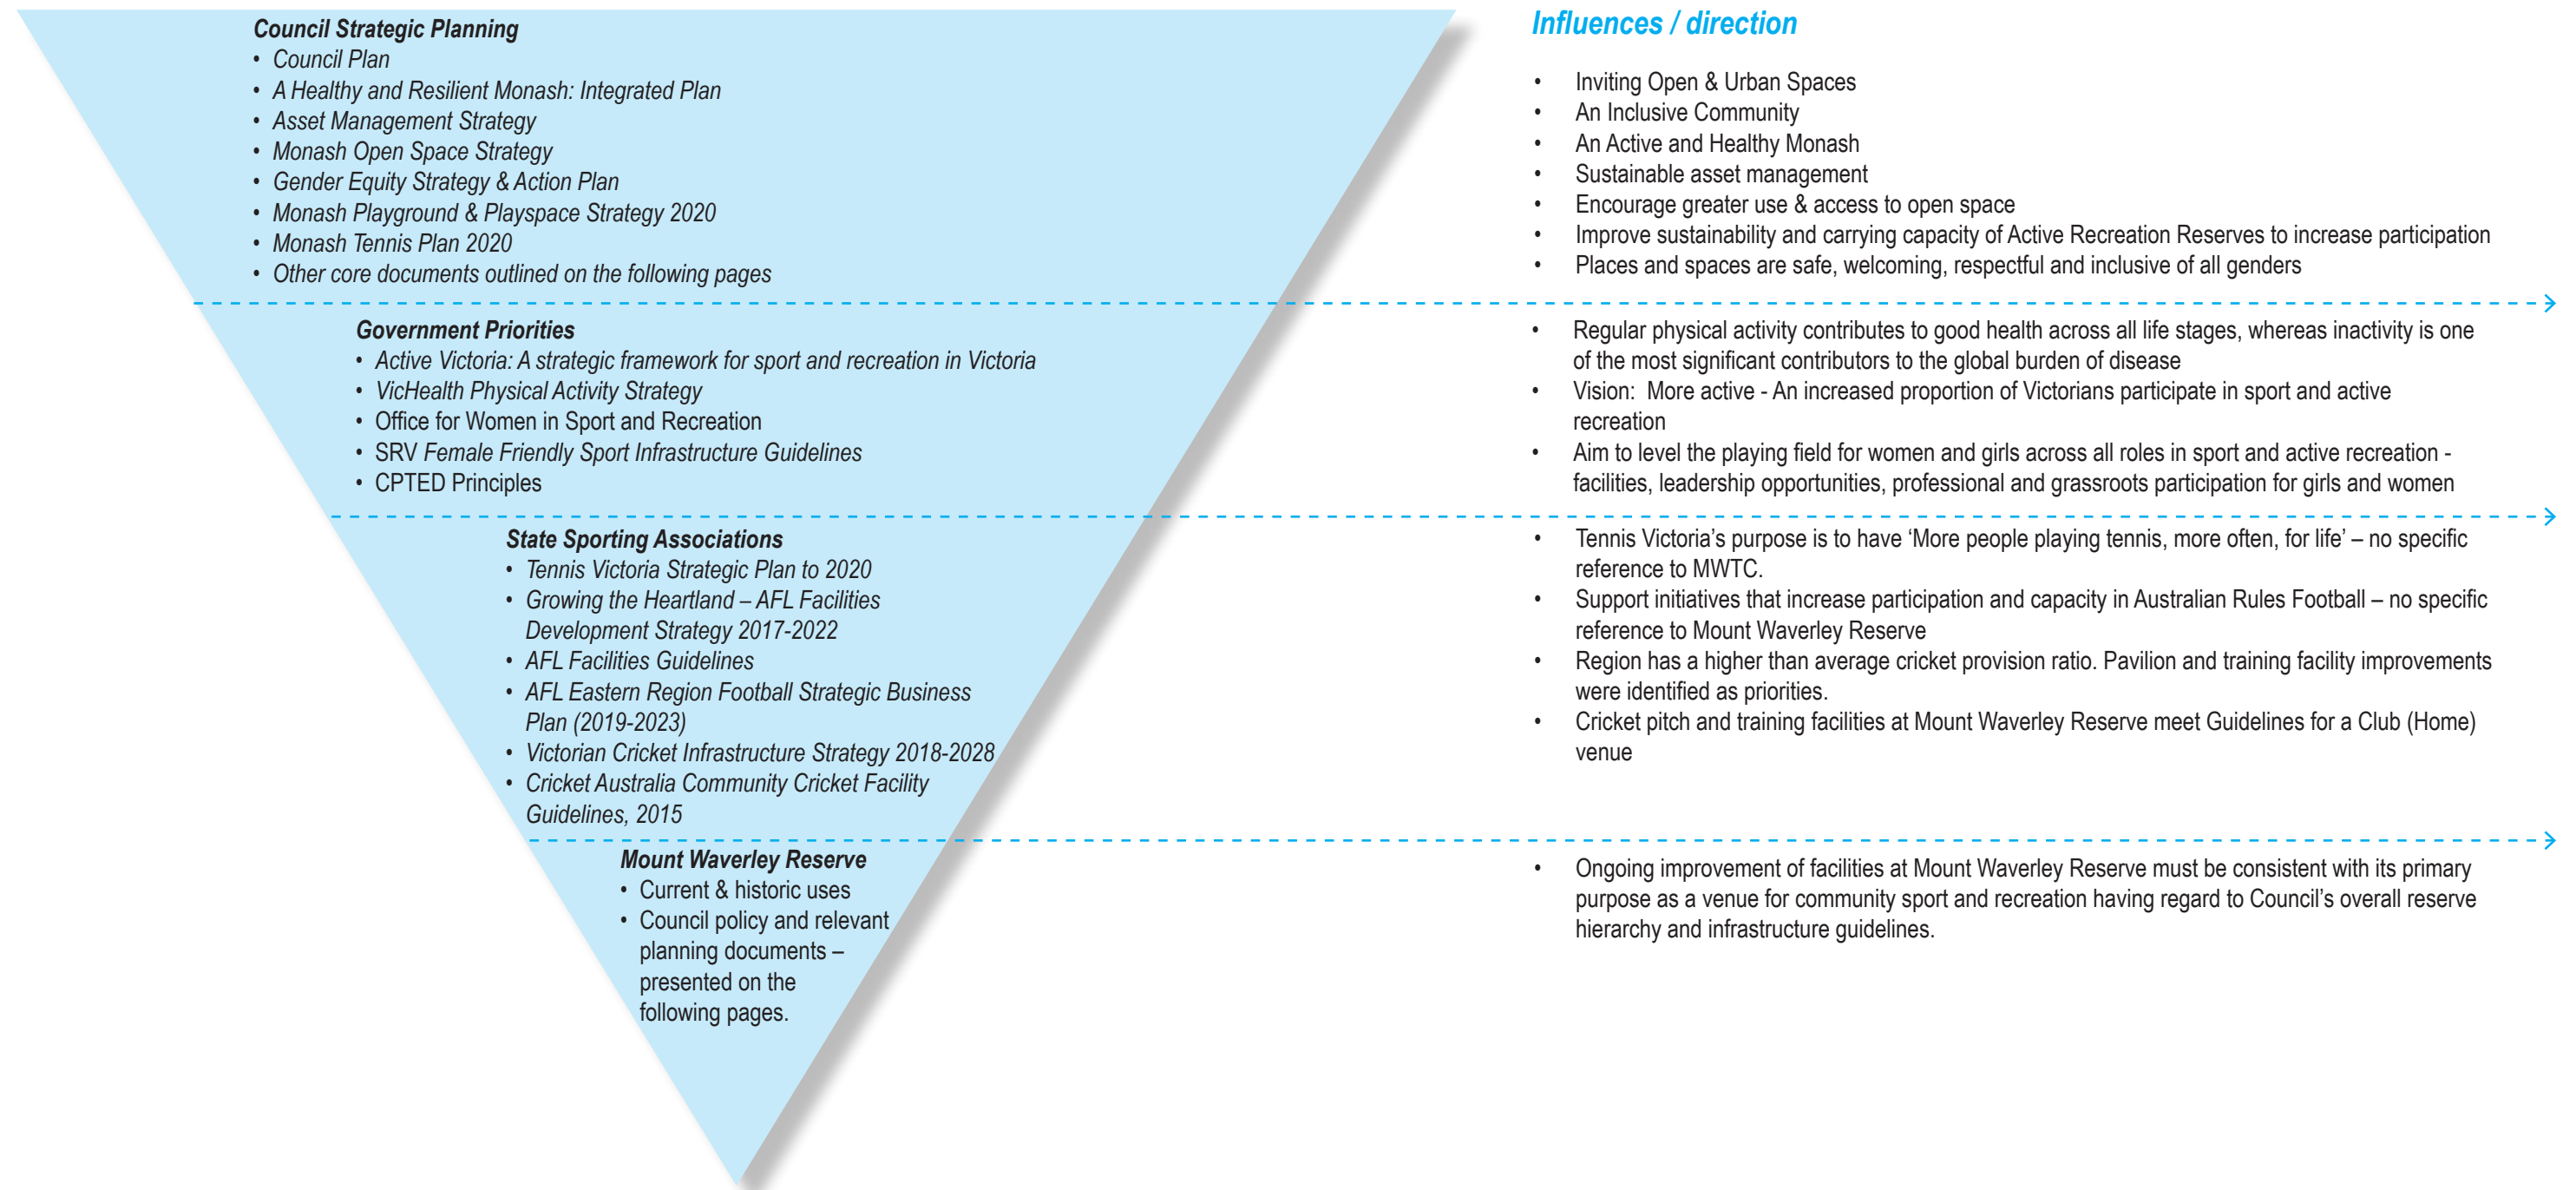 Council Strategic Planning
• Council Plan
• A Healthy and Resilient Monash: Integrated Plan
• Asset Management Strategy
• Monash Open Space Strategy
• Gender Equity Strategy & Action Plan
• Monash Playground & Playspace Strategy 2020
• Monash Tennis Plan 2020
• Other core documents outlined on the following pages
Influences / direction
• Inviting Open & Urban Spaces
• An Inclusive Community
• An Active and Healthy Monash
• Sustainable asset management
• Encourage greater use & access to open space
• Improve sustainability and carrying capacity of Active Recreation Reserves to increase participation
• Places and spaces are safe, welcoming, respectful and inclusive of all genders
Government Priorities
• Active Victoria: A strategic framework for sport and recreation in Victoria
• VicHealth Physical Activity Strategy
• Office for Women in Sport and Recreation
• SRV Female Friendly Sport Infrastructure Guidelines
• CPTED Principles
• Regular physical activity contributes to good health across all life stages, whereas inactivity is one
of the most significant contributors to the global burden of disease
• Vision:  More active - An increased proportion of Victorians participate in sport and active
recreation
• Aim to level the playing field for women and girls across all roles in sport and active recreation -
facilities, leadership opportunities, professional and grassroots participation for girls and women
State Sporting Associations
• Tennis Victoria Strategic Plan to 2020
• Growing the Heartland – AFL Facilities
Development Strategy 2017-2022
• AFL Facilities Guidelines
• AFL Eastern Region Football Strategic Business
Plan (2019-2023)
• Victorian Cricket Infrastructure Strategy 2018-2028
• Cricket Australia Community Cricket Facility
Guidelines, 2015
• Tennis Victoria’s purpose is to have ‘More people playing tennis, more often, for life’ – no specific
reference to MWTC.
• Support initiatives that increase participation and capacity in Australian Rules Football – no specific
reference to Mount Waverley Reserve
• Region has a higher than average cricket provision ratio. Pavilion and training facility improvements
were identified as priorities.
• Cricket pitch and training facilities at Mount Waverley Reserve meet Guidelines for a Club (Home)
venue
Mount Waverley Reserve
• Current & historic uses
• Council policy and relevant
planning documents –
presented on the
following pages.
• Ongoing improvement of facilities at Mount Waverley Reserve must be consistent with its primary
purpose as a venue for community sport and recreation having regard to Council’s overall reserve
hierarchy and infrastructure guidelines.